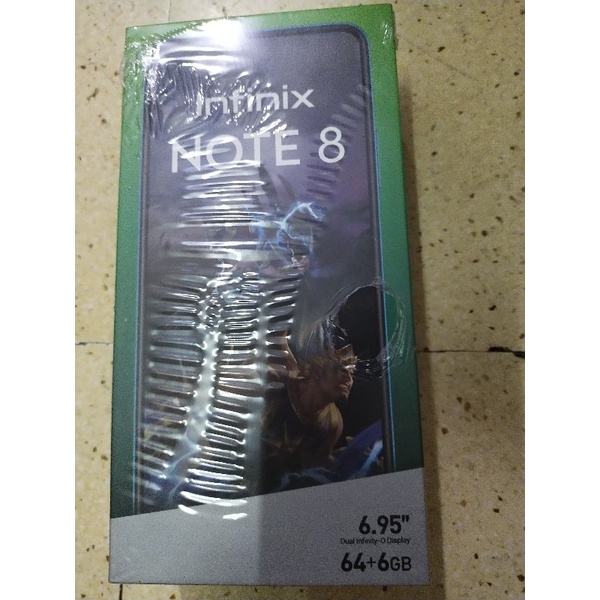 Infinix
NOTE 8
6.95"
Dual Infinity-O Display
64+6GB